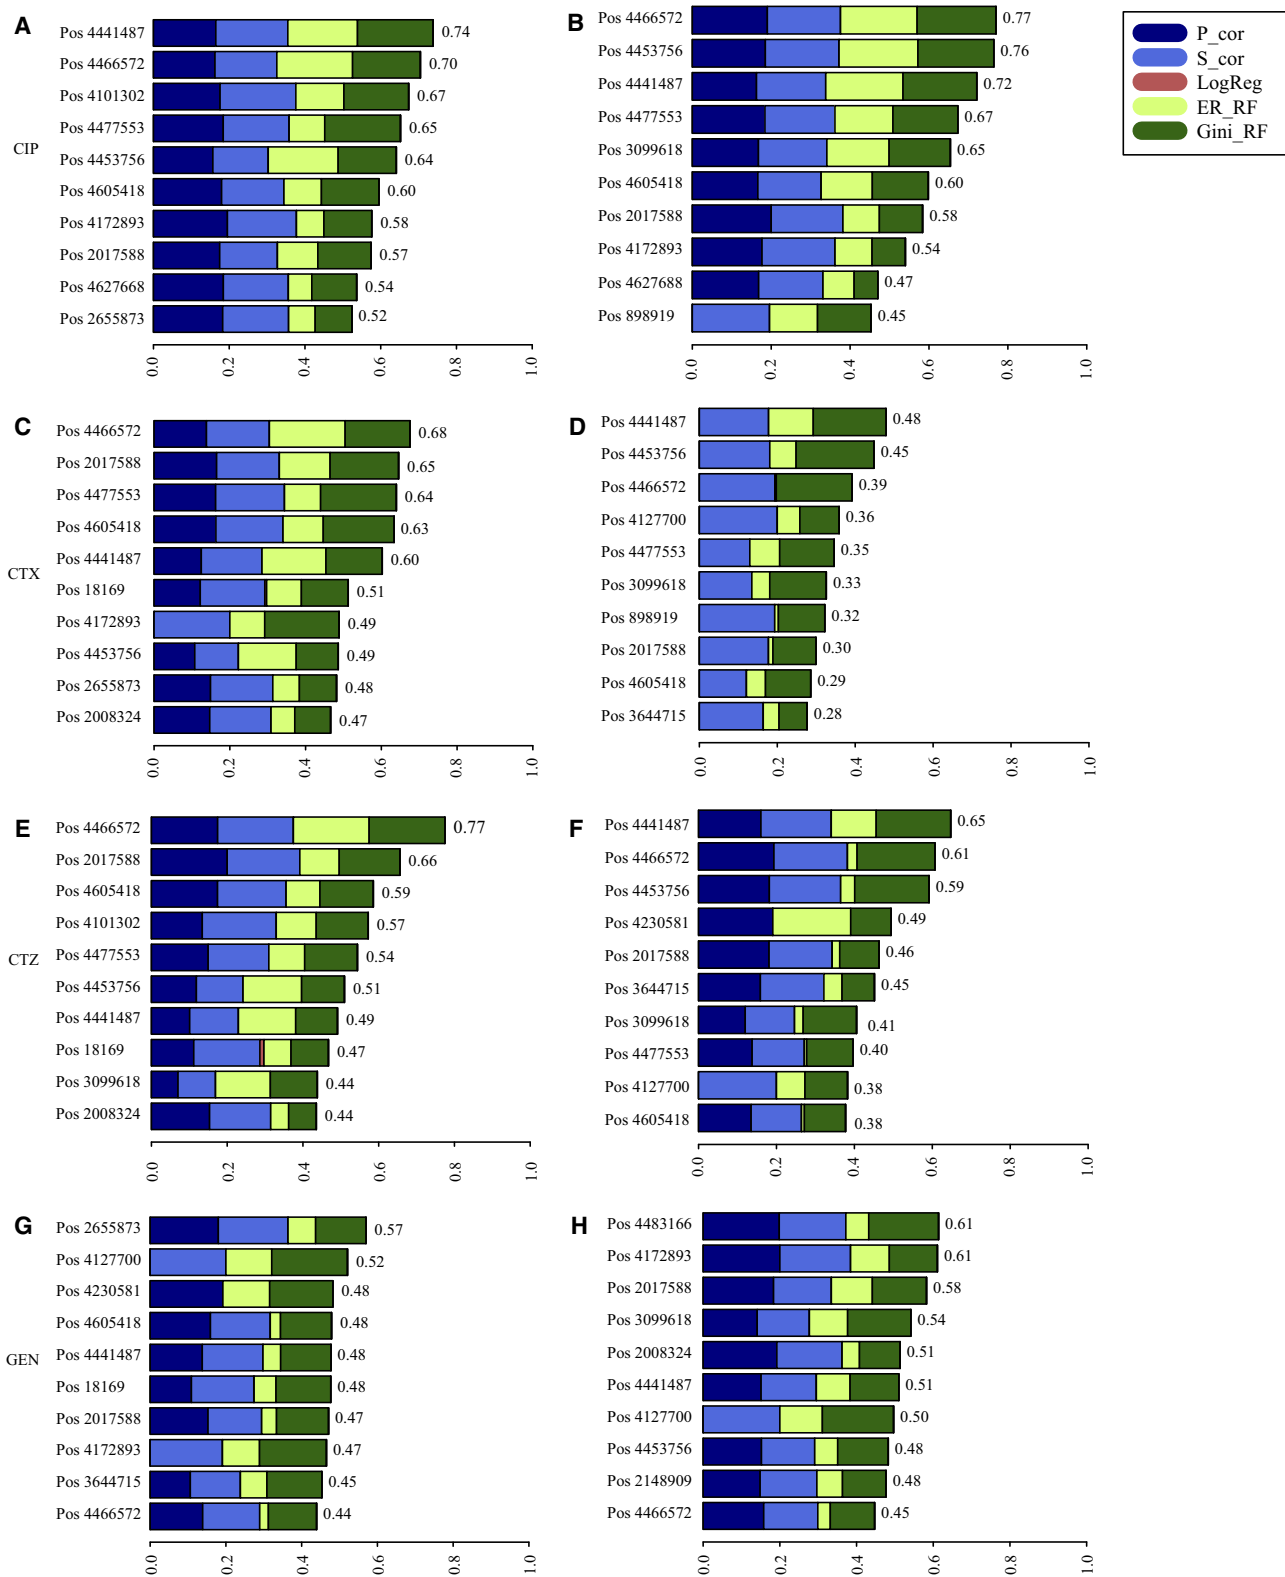 A
Pos 4441487 0.74
Pos 4466572 0.70
Pos 4101302 0.67
Pos 4477553 0.65
CIP
Pos 4453756 0.64
Pos 4605418 0.60
Pos 4172893 0.58
Pos 2017588 0.57
Pos 4627668 0.54
Pos 2655873 0.52
0.0 0.2 0.4 0.6 0.8 1.0
B
Pos 4466572 0.77
Pos 4453756 0.76
Pos 4441487 0.72
Pos 4477553 0.67
Pos 3099618 0.65
Pos 4605418 0.60
Pos 2017588 0.58
Pos 4172893 0.54
Pos 4627688 0.47
Pos 898919 0.45
0.0 0.2 0.4 0.6 0.8 1.0
P_cor
S_cor
LogReg
ER_RF
Gini_RF
C
Pos 4466572 0.68
Pos 2017588 0.65
Pos 4477553 0.64
Pos 4605418 0.63
Pos 4441487 0.60
CTX
Pos 18169 0.51
Pos 4172893 0.49
Pos 4453756 0.49
Pos 2655873 0.48
Pos 2008324 0.47
0.0 0.2 0.4 0.6 0.8 1.0
D
Pos 4441487 0.48
Pos 4453756 0.45
Pos 4466572 0.39
Pos 4127700 0.36
Pos 4477553 0.35
Pos 3099618 0.33
Pos 898919 0.32
Pos 2017588 0.30
Pos 4605418 0.29
Pos 3644715 0.28
0.0 0.2 0.4 0.6 0.8 1.0
E
Pos 4466572 0.77
Pos 2017588 0.66
Pos 4605418 0.59
Pos 4101302 0.57
Pos 4477553 0.54
CTZ
Pos 4453756 0.51
Pos 4441487 0.49
Pos 18169 0.47
Pos 3099618 0.44
Pos 2008324 0.44
0.0 0.2 0.4 0.6 0.8 1.0
F
Pos 4441487 0.65
Pos 4466572 0.61
Pos 4453756 0.59
Pos 4230581 0.49
Pos 2017588 0.46
Pos 3644715 0.45
Pos 3099618 0.41
Pos 4477553 0.40
Pos 4127700 0.38
Pos 4605418 0.38
0.0 0.2 0.4 0.6 0.8 1.0
G
Pos 2655873 0.57
Pos 4127700 0.52
Pos 4230581 0.48
Pos 4605418 0.48
Pos 4441487 0.48
GEN
Pos 18169 0.48
Pos 2017588 0.47
Pos 4172893 0.47
Pos 3644715 0.45
Pos 4466572 0.44
0.0 0.2 0.4 0.6 0.8 1.0
H
Pos 4483166 0.61
Pos 4172893 0.61
Pos 2017588 0.58
Pos 3099618 0.54
Pos 2008324 0.51
Pos 4441487 0.51
Pos 4127700 0.50
Pos 4453756 0.48
Pos 2148909 0.48
Pos 4466572 0.45
0.0 0.2 0.4 0.6 0.8 1.0